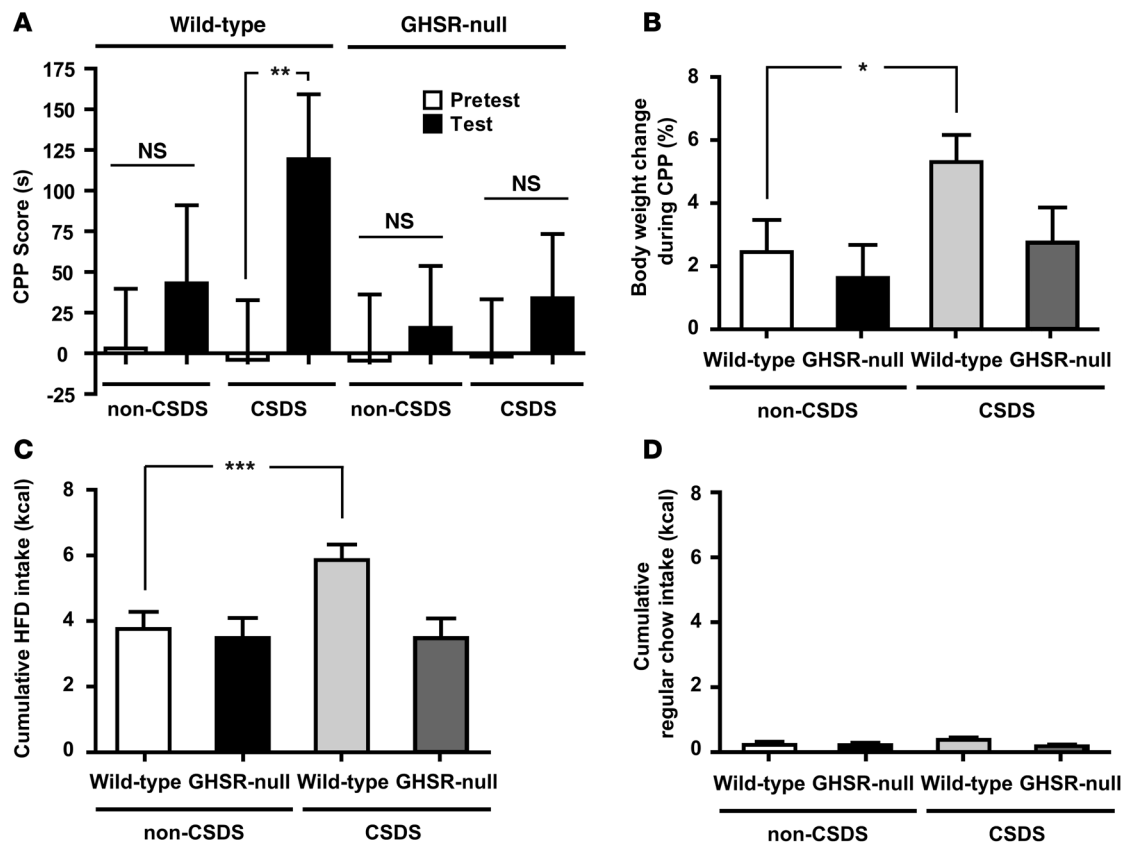 A
Wild-type
GHSR-null
CPP Score (s)
175
150
125
100
75
50
25
0
-25
NS
**
NS
NS
Pretest
Test
non-CSDS
CSDS
non-CSDS
CSDS
B
Body weight change
during CPP (%)
8
6
4
2
0
*
Wild-type GHSR-null Wild-type GHSR-null
non-CSDS
CSDS
C
Cumulative HFD intake (kcal)
8
6
4
2
0
***
Wild-type GHSR-null Wild-type GHSR-null
non-CSDS
CSDS
D
Cumulative
regular chow intake (kcal)
8
6
4
2
0
Wild-type GHSR-null Wild-type GHSR-null
non-CSDS
CSDS